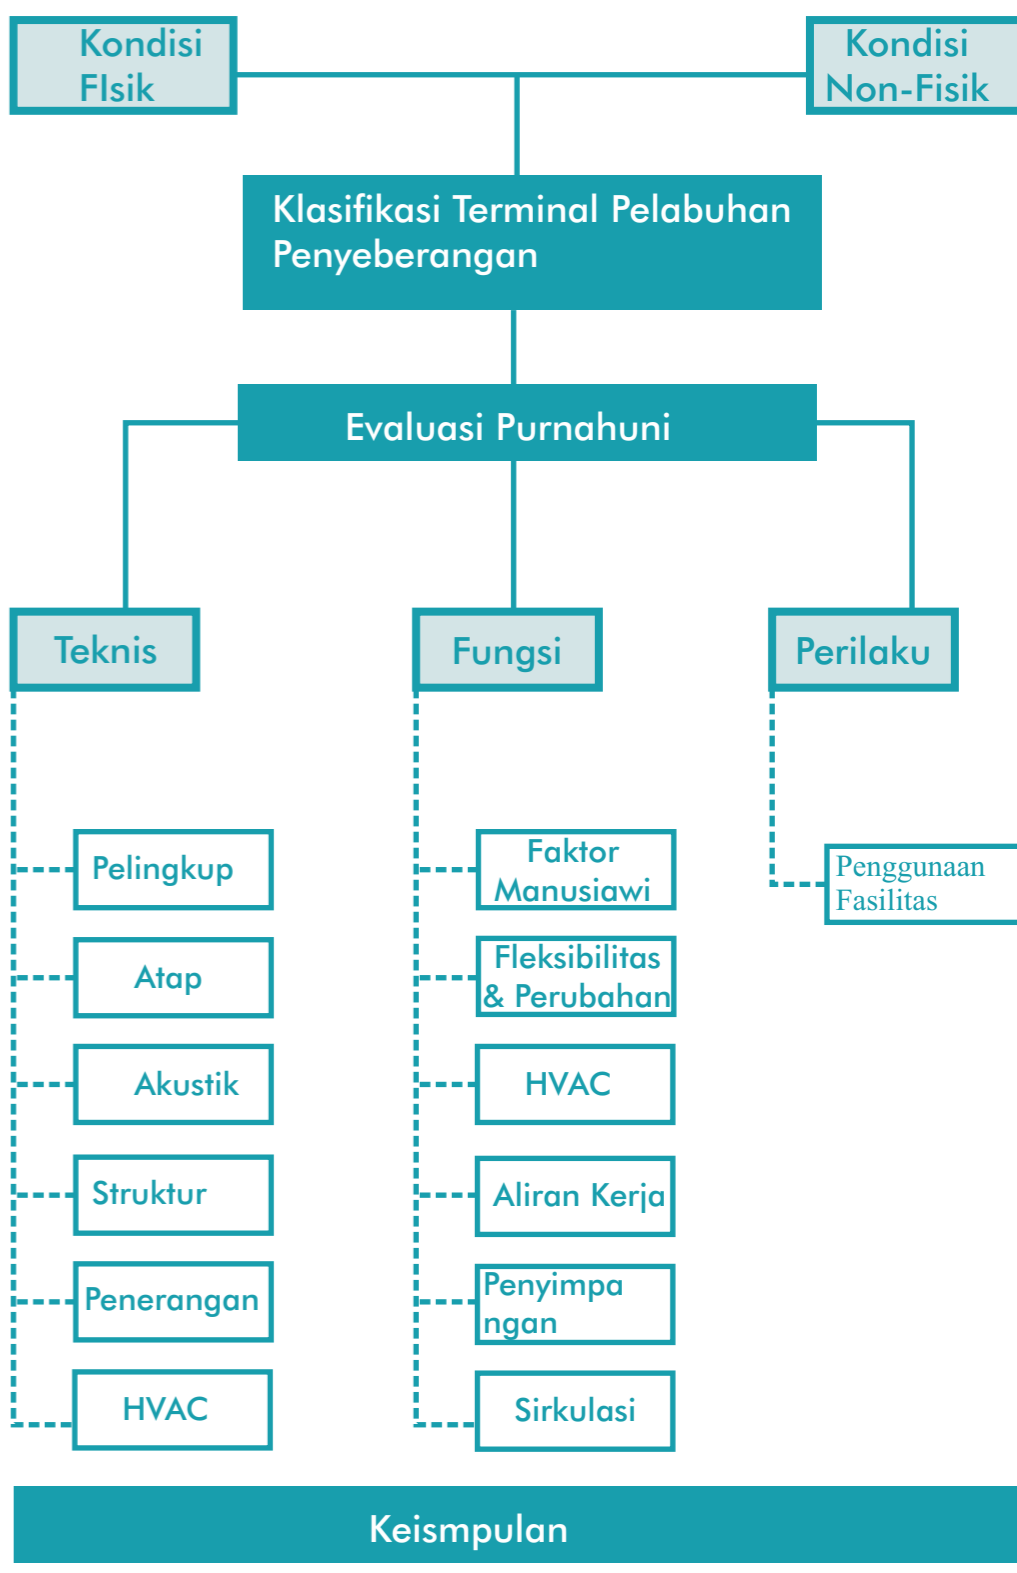 Kondisi
FIsik
Kondisi
Non-Fisik
Klasifikasi Terminal Pelabuhan
Penyeberangan
Evaluasi Purnahuni
Teknis
Fungsi
Perilaku
Pelingkup
Atap
Akustik
Struktur
Penerangan
HVAC
Faktor
Manusiawi
Fleksibilitas
& Perubahan
HVAC
Aliran Kerja
Penyimpa
ngan
Sirkulasi
Penggunaan
Fasilitas
Keismpulan